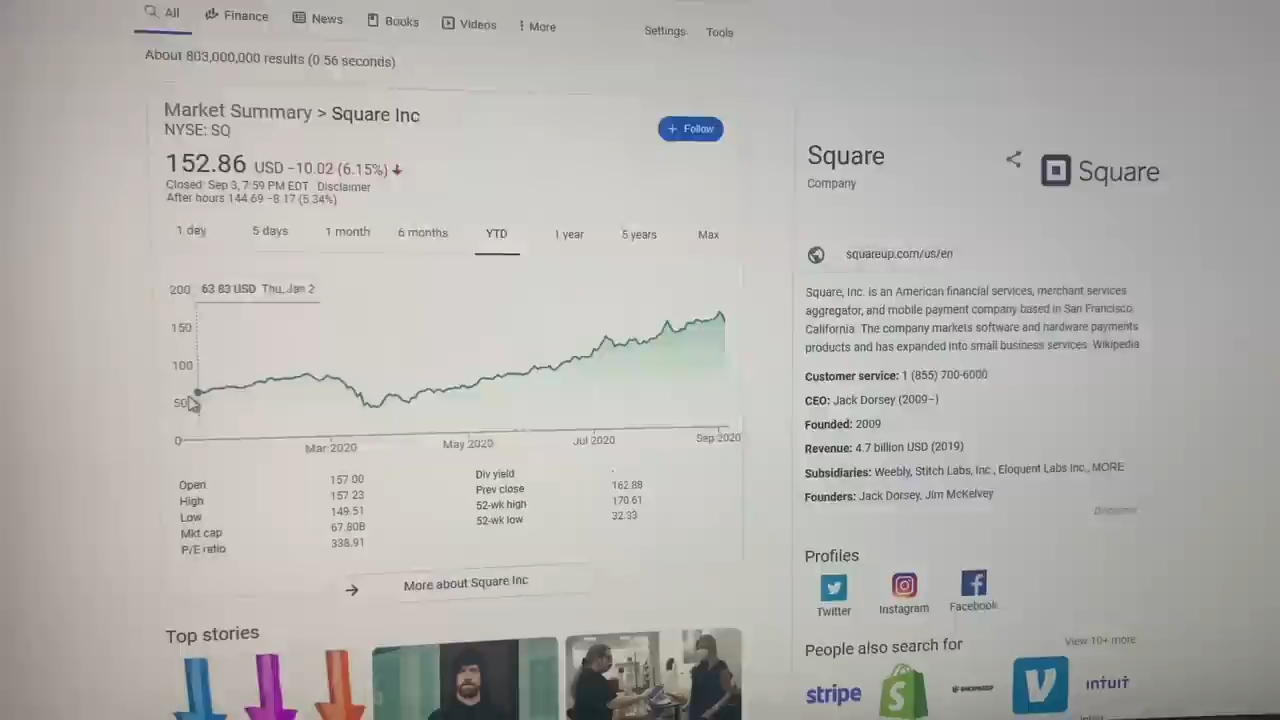 All
Finance
News
Books
Videos
More
Settings
Tools
About 803,000,000 results (0.56 seconds)
Market Summary > Square Inc
NYSE: SQ
+ Follow
152.86 USD −10.02 (6.15%)
Closed: Sep 3, 7:59 PM EDT Disclaimer
After hours 144.69 −8.17 (5.34%)
1 day
5 days
1 month
6 months
YTD
1 year
5 years
Max
200
63.83 USD Thu, Jan 2
150
100
50
0
Mar 2020
May 2020
Jul 2020
Sep 2020
Open 157.00
High 157.23
Low 149.51
Mkt cap 67.80B
P/E ratio 338.91
Div yield -
Prev close 162.88
52-wk high 170.61
52-wk low 32.33
More about Square Inc
Top stories
Square
Company
Square
squareup.com/us/en
Square, Inc. is an American financial services, merchant services
aggregator, and mobile payment company based in San Francisco,
California. The company markets software and hardware payments
products and has expanded into small business services. Wikipedia
Customer service: 1 (855) 700-6000
CEO: Jack Dorsey (2009–)
Founded: 2009
Revenue: 4.7 billion USD (2019)
Subsidiaries: Weebly, Stitch Labs, Inc., Eloquent Labs Inc., MORE
Founders: Jack Dorsey, Jim McKelvey
Disclaimer
Profiles
Twitter
Instagram
Facebook
People also search for
View 10+ more
stripe
S
V
intuit